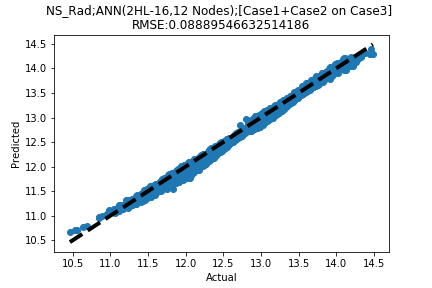 NS_Rad;ANN(2HL-16,12 Nodes);[Case1+Case2 on Case3]
RMSE:0.08889546632514186
14.5
14.0
13.5
13.0
12.5
12.0
11.5
11.0
10.5
Predicted
10.5 11.0 11.5 12.0 12.5 13.0 13.5 14.0 14.5
Actual